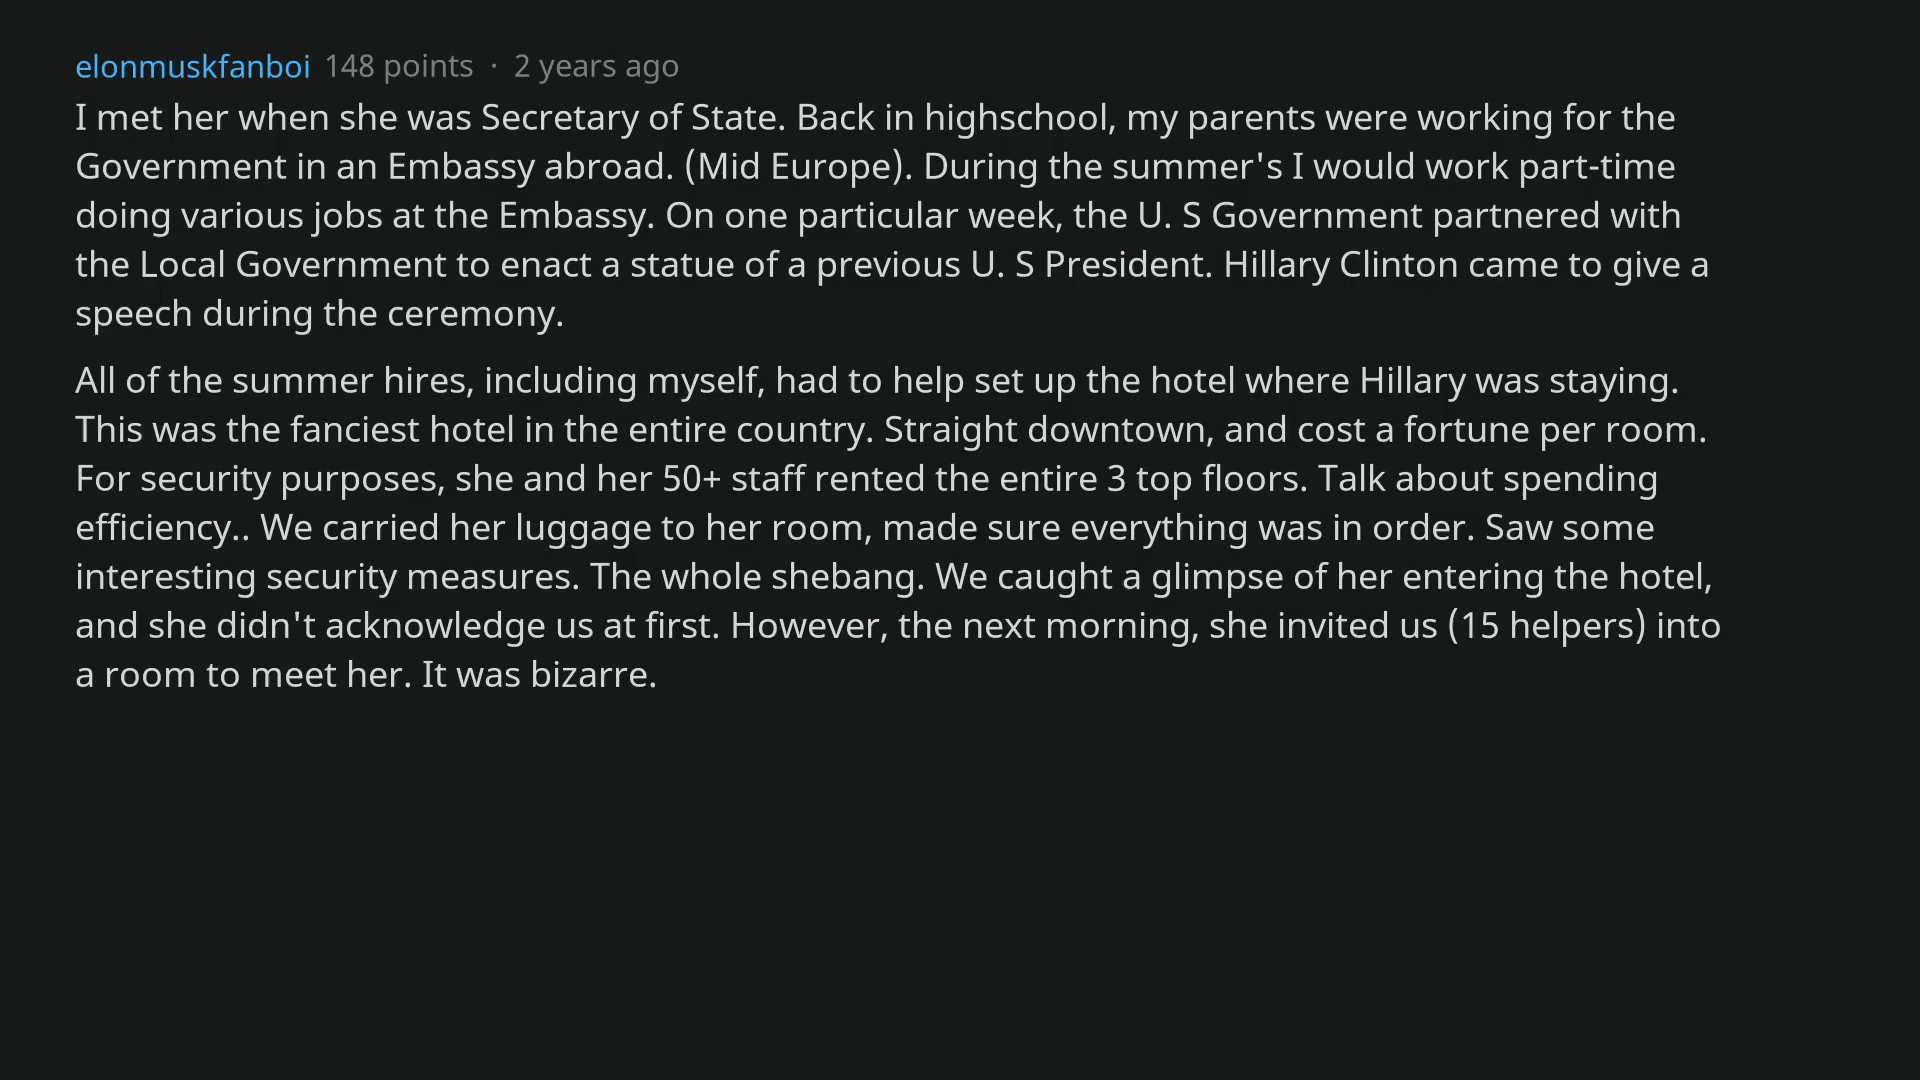 elonmuskfanboi 148 points · 2 years ago
I met her when she was Secretary of State. Back in highschool, my parents were working for the
Government in an Embassy abroad. (Mid Europe). During the summer's I would work part-time
doing various jobs at the Embassy. On one particular week, the U. S Government partnered with
the Local Government to enact a statue of a previous U. S President. Hillary Clinton came to give a
speech during the ceremony.
All of the summer hires, including myself, had to help set up the hotel where Hillary was staying.
This was the fanciest hotel in the entire country. Straight downtown, and cost a fortune per room.
For security purposes, she and her 50+ staff rented the entire 3 top floors. Talk about spending
efficiency.. We carried her luggage to her room, made sure everything was in order. Saw some
interesting security measures. The whole shebang. We caught a glimpse of her entering the hotel,
and she didn't acknowledge us at first. However, the next morning, she invited us (15 helpers) into
a room to meet her. It was bizarre.